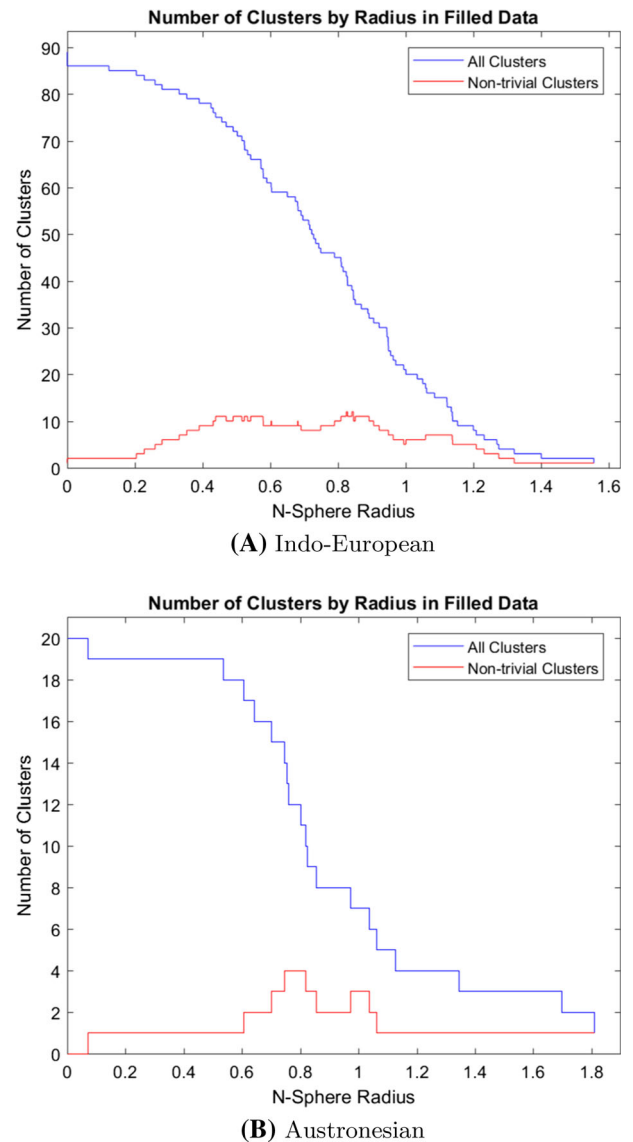 Number of Clusters by Radius in Filled Data
All Clusters
Non-trivial Clusters
Number of Clusters
90
80
70
60
50
40
30
20
10
0
0 0.2 0.4 0.6 0.8 1 1.2 1.4 1.6
N-Sphere Radius
(A) Indo-European
Number of Clusters by Radius in Filled Data
All Clusters
Non-trivial Clusters
Number of Clusters
20
18
16
14
12
10
8
6
4
2
0
0 0.2 0.4 0.6 0.8 1 1.2 1.4 1.6 1.8
N-Sphere Radius
(B) Austronesian